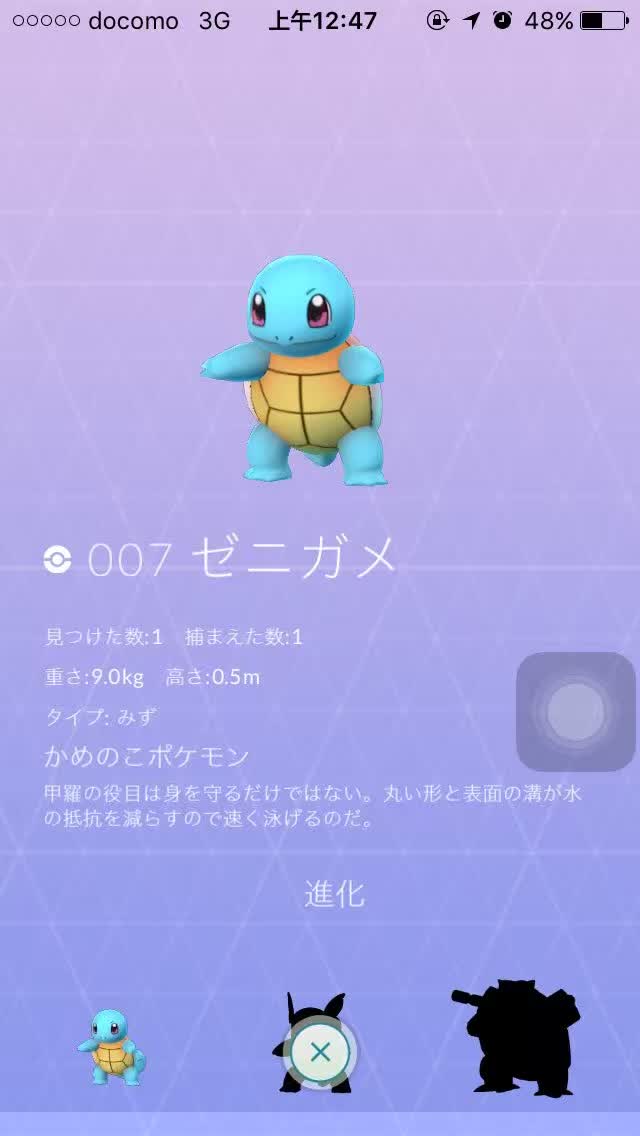 ○○○○○ docomo 3G 上午12:47 48%
007 ゼニガメ
見つけた数:1 捕まえた数:1
重さ:9.0kg 高さ:0.5m
タイプ: みず
かめのこポケモン
甲羅の役目は身を守るだけではない。丸い形と表面の溝が水
の抵抗を減らすので速く泳げるのだ。
進化